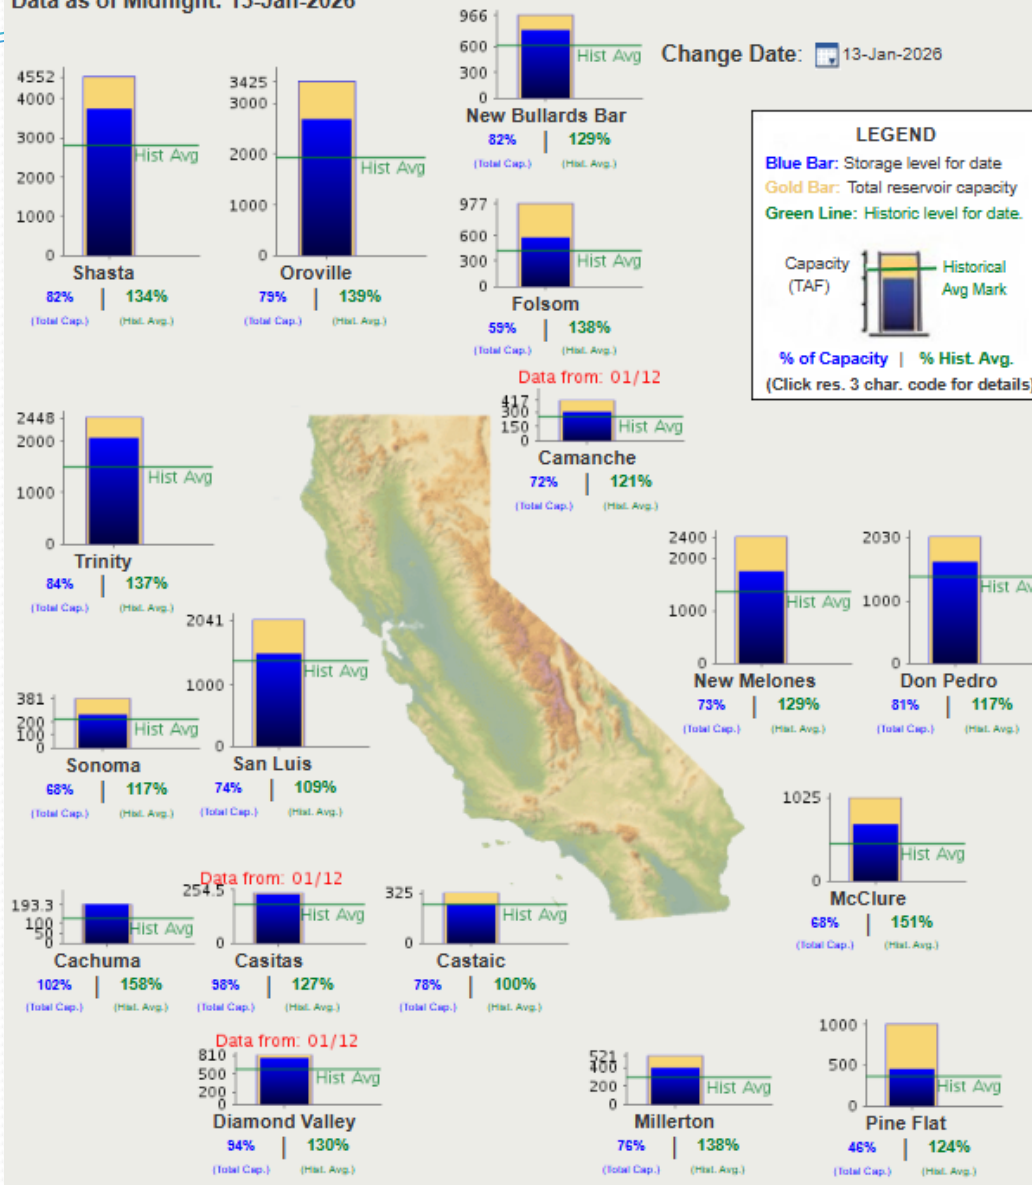 Data as of Midnight: 13-Jan-2026
Change Date: 13-Jan-2026
966
600
300
0
Hist Avg
New Bullards Bar
82% | 129%
(Total Cap.) (Hist. Avg.)
4552
4000
3000
2000
1000
0
Hist Avg
Shasta
82% | 134%
(Total Cap.) (Hist. Avg.)
3425
3000
2000
1000
0
Hist Avg
Oroville
79% | 139%
(Total Cap.) (Hist. Avg.)
977
600
300
0
Hist Avg
Folsom
59% | 138%
(Total Cap.) (Hist. Avg.)
LEGEND
Blue Bar: Storage level for date
Gold Bar: Total reservoir capacity
Green Line: Historic level for date.
Capacity
(TAF)
Historical
Avg Mark
% of Capacity | % Hist. Avg.
(Click res. 3 char. code for details)
Data from: 01/12
417
300
150
0
Hist Avg
Camanche
72% | 121%
(Total Cap.) (Hist. Avg.)
2448
2000
1000
0
Hist Avg
Trinity
84% | 137%
(Total Cap.) (Hist. Avg.)
2400
2000
1000
0
Hist Avg
New Melones
73% | 129%
(Total Cap.) (Hist. Avg.)
2030
1000
0
Hist Av
Don Pedro
81% | 117%
(Total Cap.) (Hist. Avg.)
381
200
100
0
Hist Avg
Sonoma
68% | 117%
(Total Cap.) (Hist. Avg.)
2041
1000
0
Hist Avg
San Luis
74% | 109%
(Total Cap.) (Hist. Avg.)
1025
0
Hist Avg
McClure
68% | 151%
(Total Cap.) (Hist. Avg.)
193.3
100
50
0
Hist Avg
Cachuma
102% | 158%
(Total Cap.) (Hist. Avg.)
Data from: 01/12
254.5
0
Hist Avg
Casitas
98% | 127%
(Total Cap.) (Hist. Avg.)
325
0
Hist Avg
Castaic
78% | 100%
(Total Cap.) (Hist. Avg.)
Data from: 01/12
810
500
200
0
Hist Avg
Diamond Valley
94% | 130%
(Total Cap.) (Hist. Avg.)
521
400
200
0
Hist Avg
Millerton
76% | 138%
(Total Cap.) (Hist. Avg.)
1000
500
0
Hist Avg
Pine Flat
46% | 124%
(Total Cap.) (Hist. Avg.)